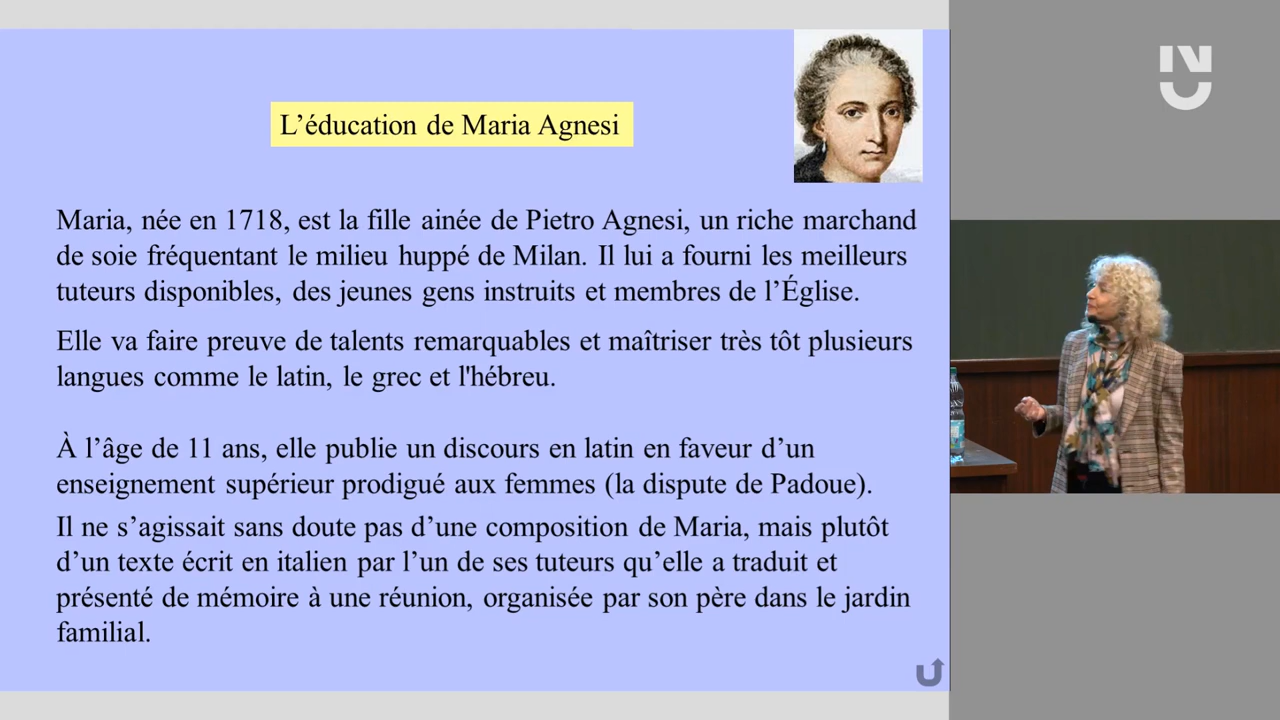 L’éducation de Maria Agnesi
Maria, née en 1718, est la fille ainée de Pietro Agnesi, un riche marchand
de soie fréquentant le milieu huppé de Milan. Il lui a fourni les meilleurs
tuteurs disponibles, des jeunes gens instruits et membres de l’Église.
Elle va faire preuve de talents remarquables et maîtriser très tôt plusieurs
langues comme le latin, le grec et l'hébreu.
À l’âge de 11 ans, elle publie un discours en latin en faveur d’un
enseignement supérieur prodigué aux femmes (la dispute de Padoue).
Il ne s’agissait sans doute pas d’une composition de Maria, mais plutôt
d’un texte écrit en italien par l’un de ses tuteurs qu’elle a traduit et
présenté de mémoire à une réunion, organisée par son père dans le jardin
familial.